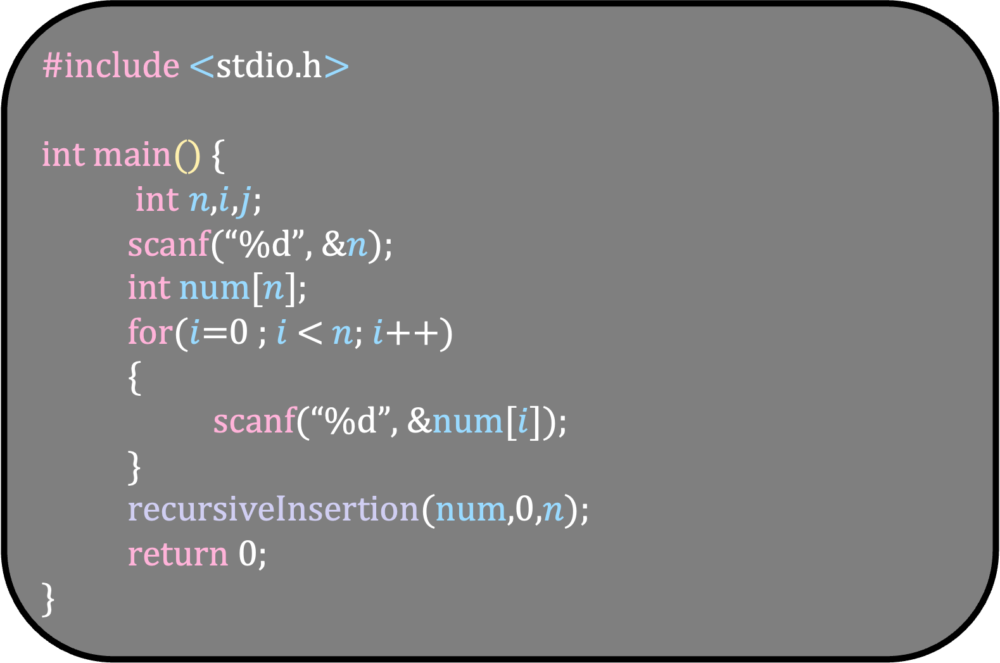 #include <stdio.h>
int main() {
int n,i,j;
scanf(“%d”, &n);
int num[n];
for(i=0 ; i < n; i++)
{
scanf(“%d”, &num[i]);
}
recursiveInsertion(num,0,n);
return 0;
}